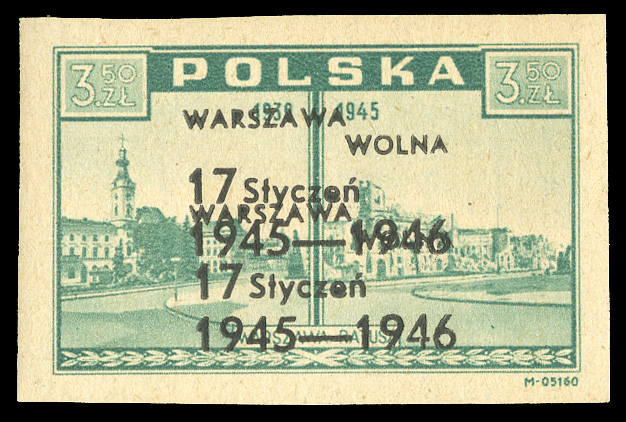 3.50 ZŁ POLSKA 3.50 ZŁ
1939 1945
WARSZAWA
WOLNA
17 Styczeń
WARSZAWA
1945—1946
WOLNA
17 Styczeń
1945—1946
WARSZAWA RATUSZ
M-05160